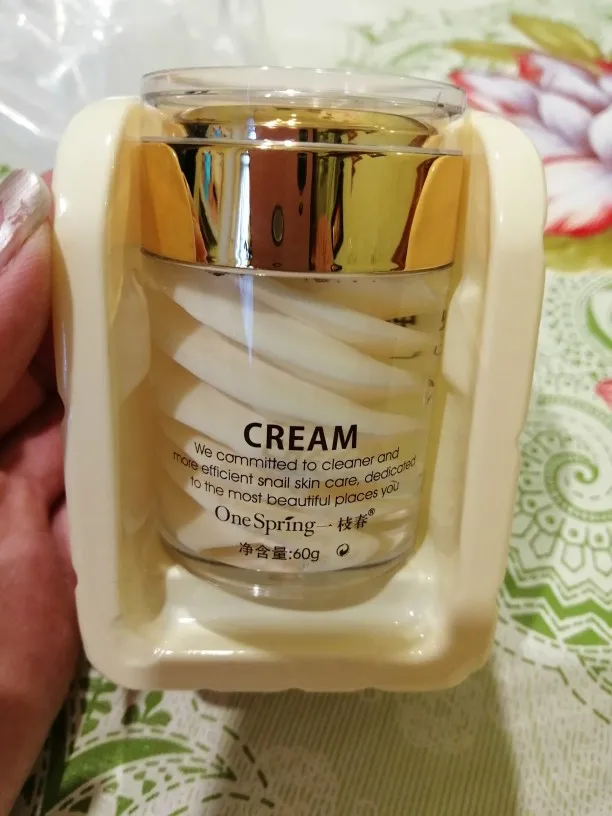 CREAM
We cammitted to cleaner and
more efficient snail skin care, dedicated
to the most beautiful places you
OneSpring一枝春®
净含量:60g